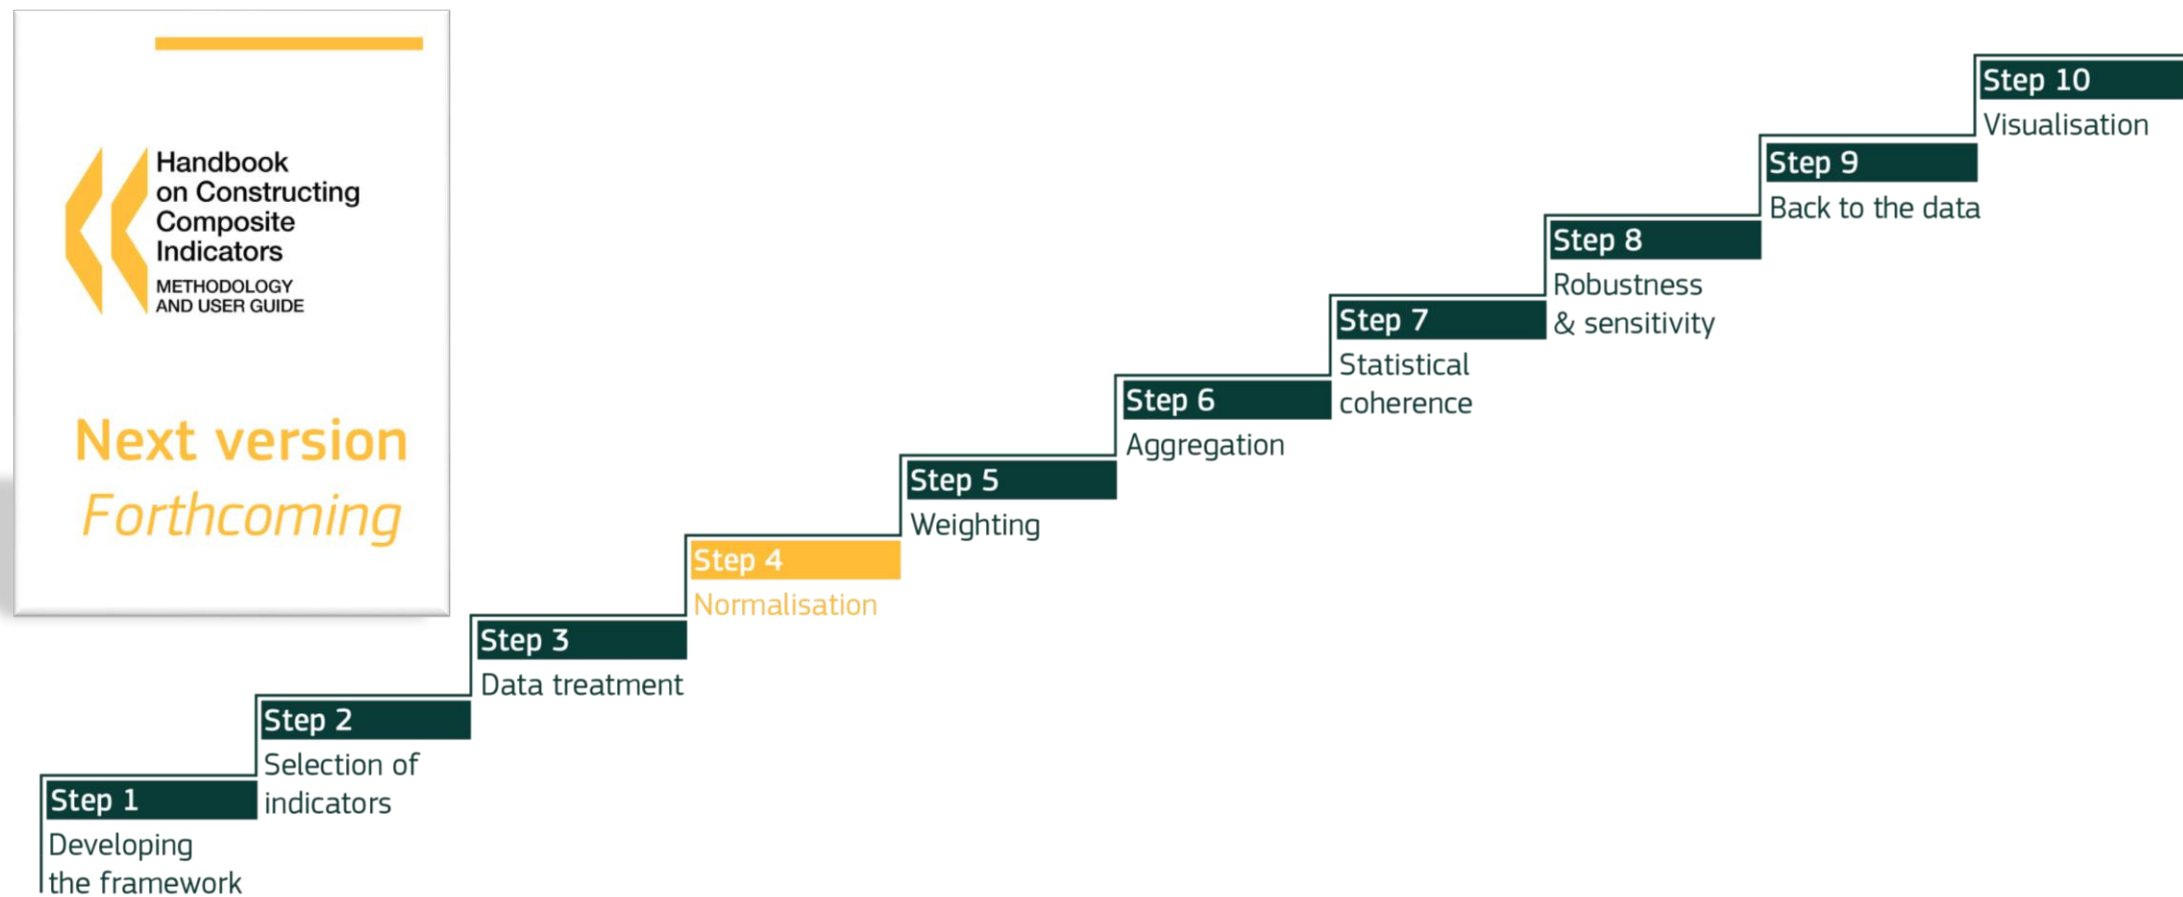 Handbook
on Constructing
Composite
Indicators
METHODOLOGY
AND USER GUIDE
Next version
Forthcoming
Step 1
Developing
the framework
Step 2
Selection of
indicators
Step 3
Data treatment
Step 4
Normalisation
Step 5
Weighting
Step 6
Aggregation
Step 7
Statistical
coherence
Step 8
Robustness
& sensitivity
Step 9
Back to the data
Step 10
Visualisation